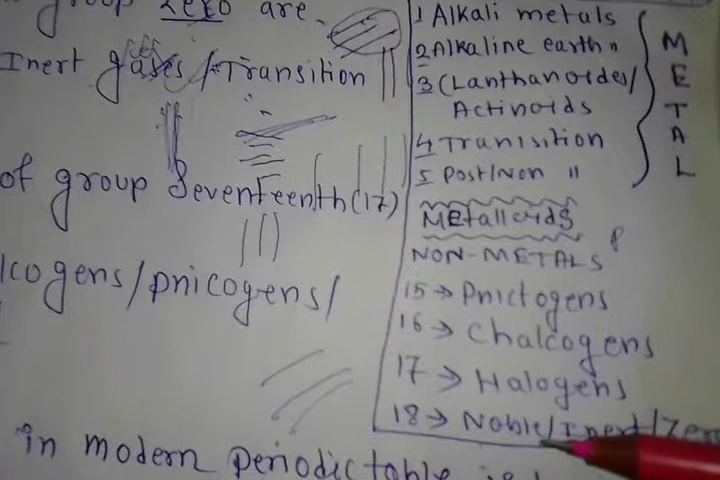 group Zero are
Inert gases / Transition
of group Seventeenth (17)
cogens/pnicogens/
in modern periodic table
1 Alkali metals
2 Alkaline earth "
3 (Lanthanoides/
Actinoids
4 Tranisition
5 Post/Non "
METAL
Metalloids
NON-METALS
15 → Pnictogens
16 → Chalcogens
17 → Halogens
18 → Noble/Inert/Zero